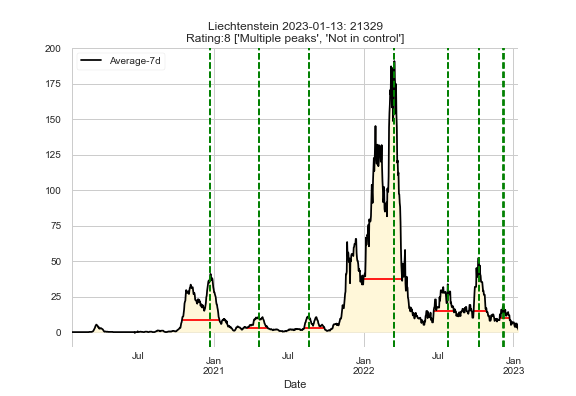 Liechtenstein 2023-01-13: 21329
Rating:8 ['Multiple peaks', 'Not in control']
Average-7d
200
175
150
125
100
75
50
25
0
Jul
Jan
2021
Jul
Jan
2022
Jul
Jan
2023
Date